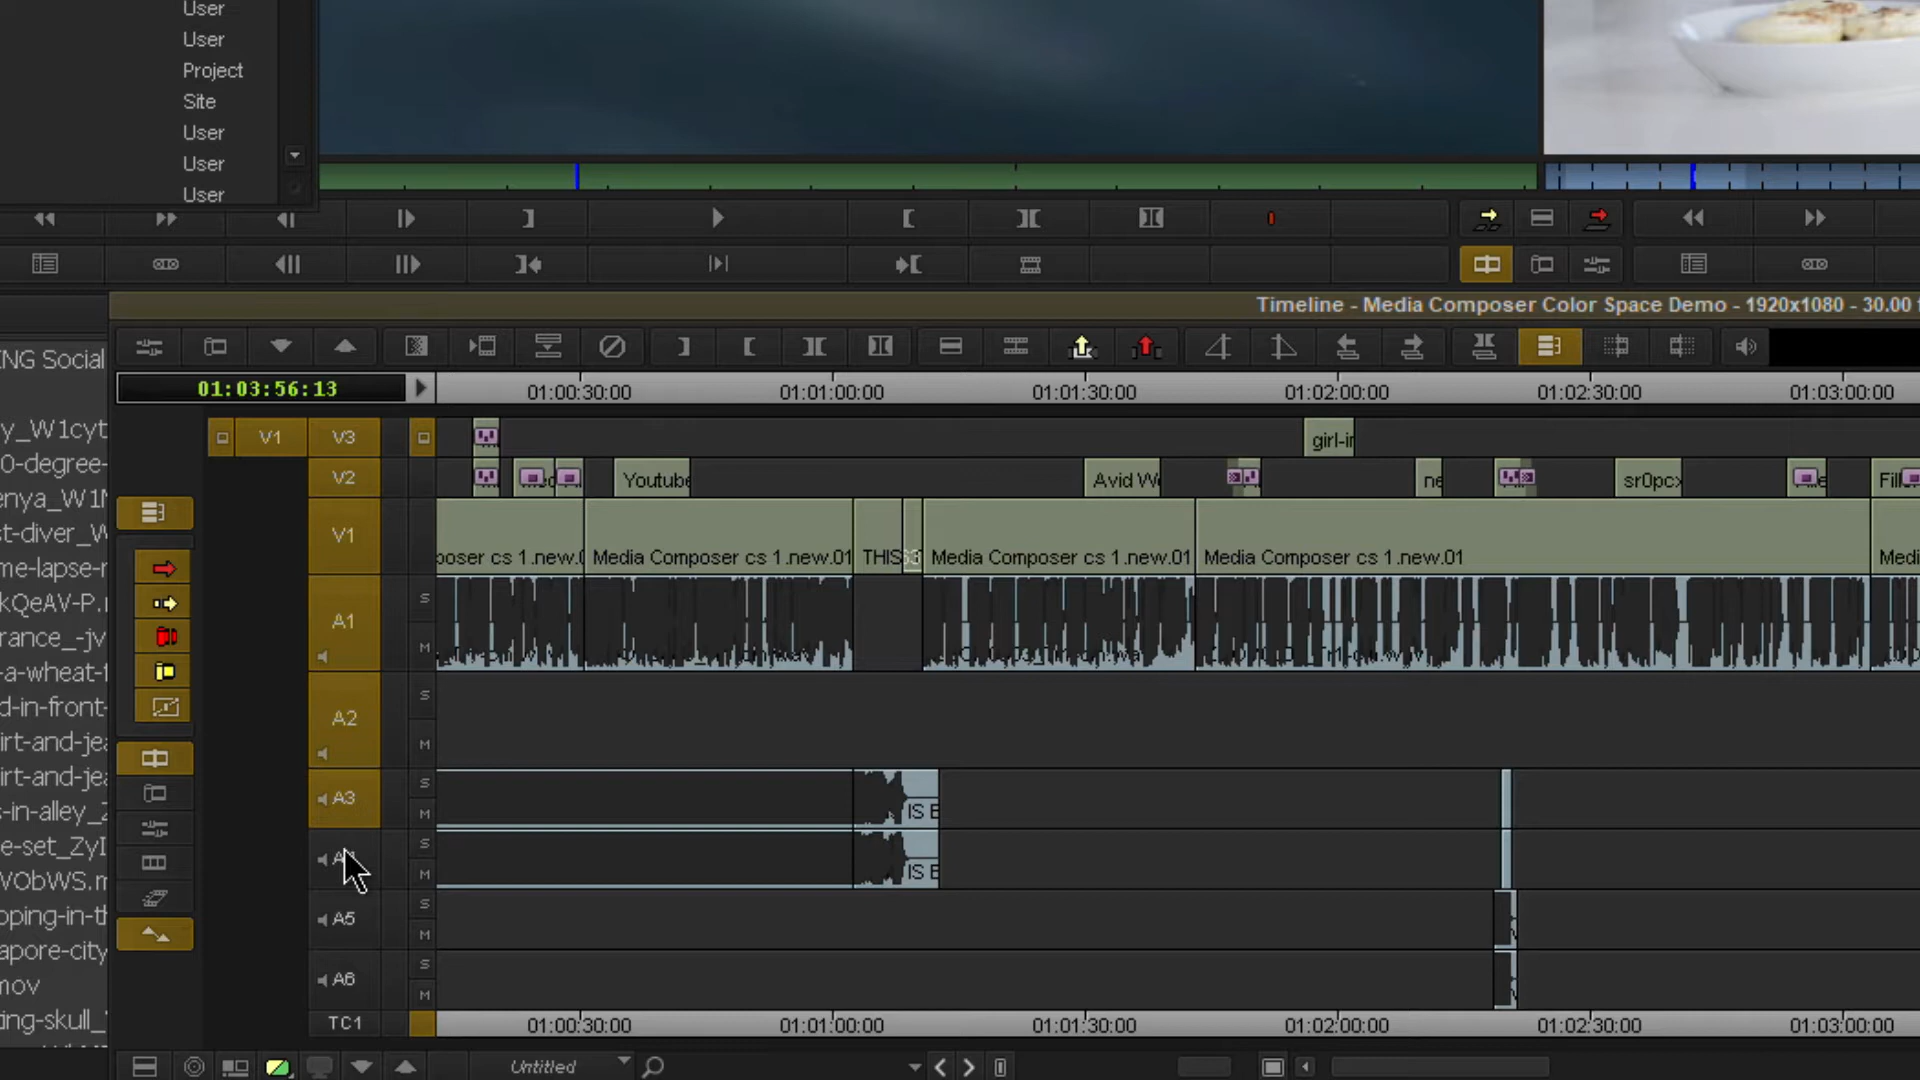 User
User
Project
Site
User
User
User
Timeline - Media Composer Color Space Demo - 1920x1080 - 30.00
NG Social
01:03:56:13
01:00:30:00
01:01:00:00
01:01:30:00
01:02:00:00
01:02:30:00
01:03:00:00
y_W1cyt
0-degree-
enya_W1
st-diver_W
me-lapse-r
kQeAV-P.
rance_-jv
-a-wheat-f
d-in-front-
irt-and-jea
irt-and-jea
s-in-alley_
e-set_ZyI
WObWS.m
oping-in-th
apore-city
mov
ting-skull_
V1
V3
girl-ir
V2
Youtube
Avid W
ne
sr0pc
Fill
V1
poser cs 1.new.0
Media Composer cs 1.new.01
THIS
Media Composer cs 1.new.01
Media Composer cs 1.new.01
Medi
A1
S
M
A2
S
M
A3
S
M
IS E
S
M
IS E
A5
S
M
A6
S
M
TC1
01:00:30:00
01:01:00:00
01:01:30:00
01:02:00:00
01:02:30:00
01:03:00:00
Untitled